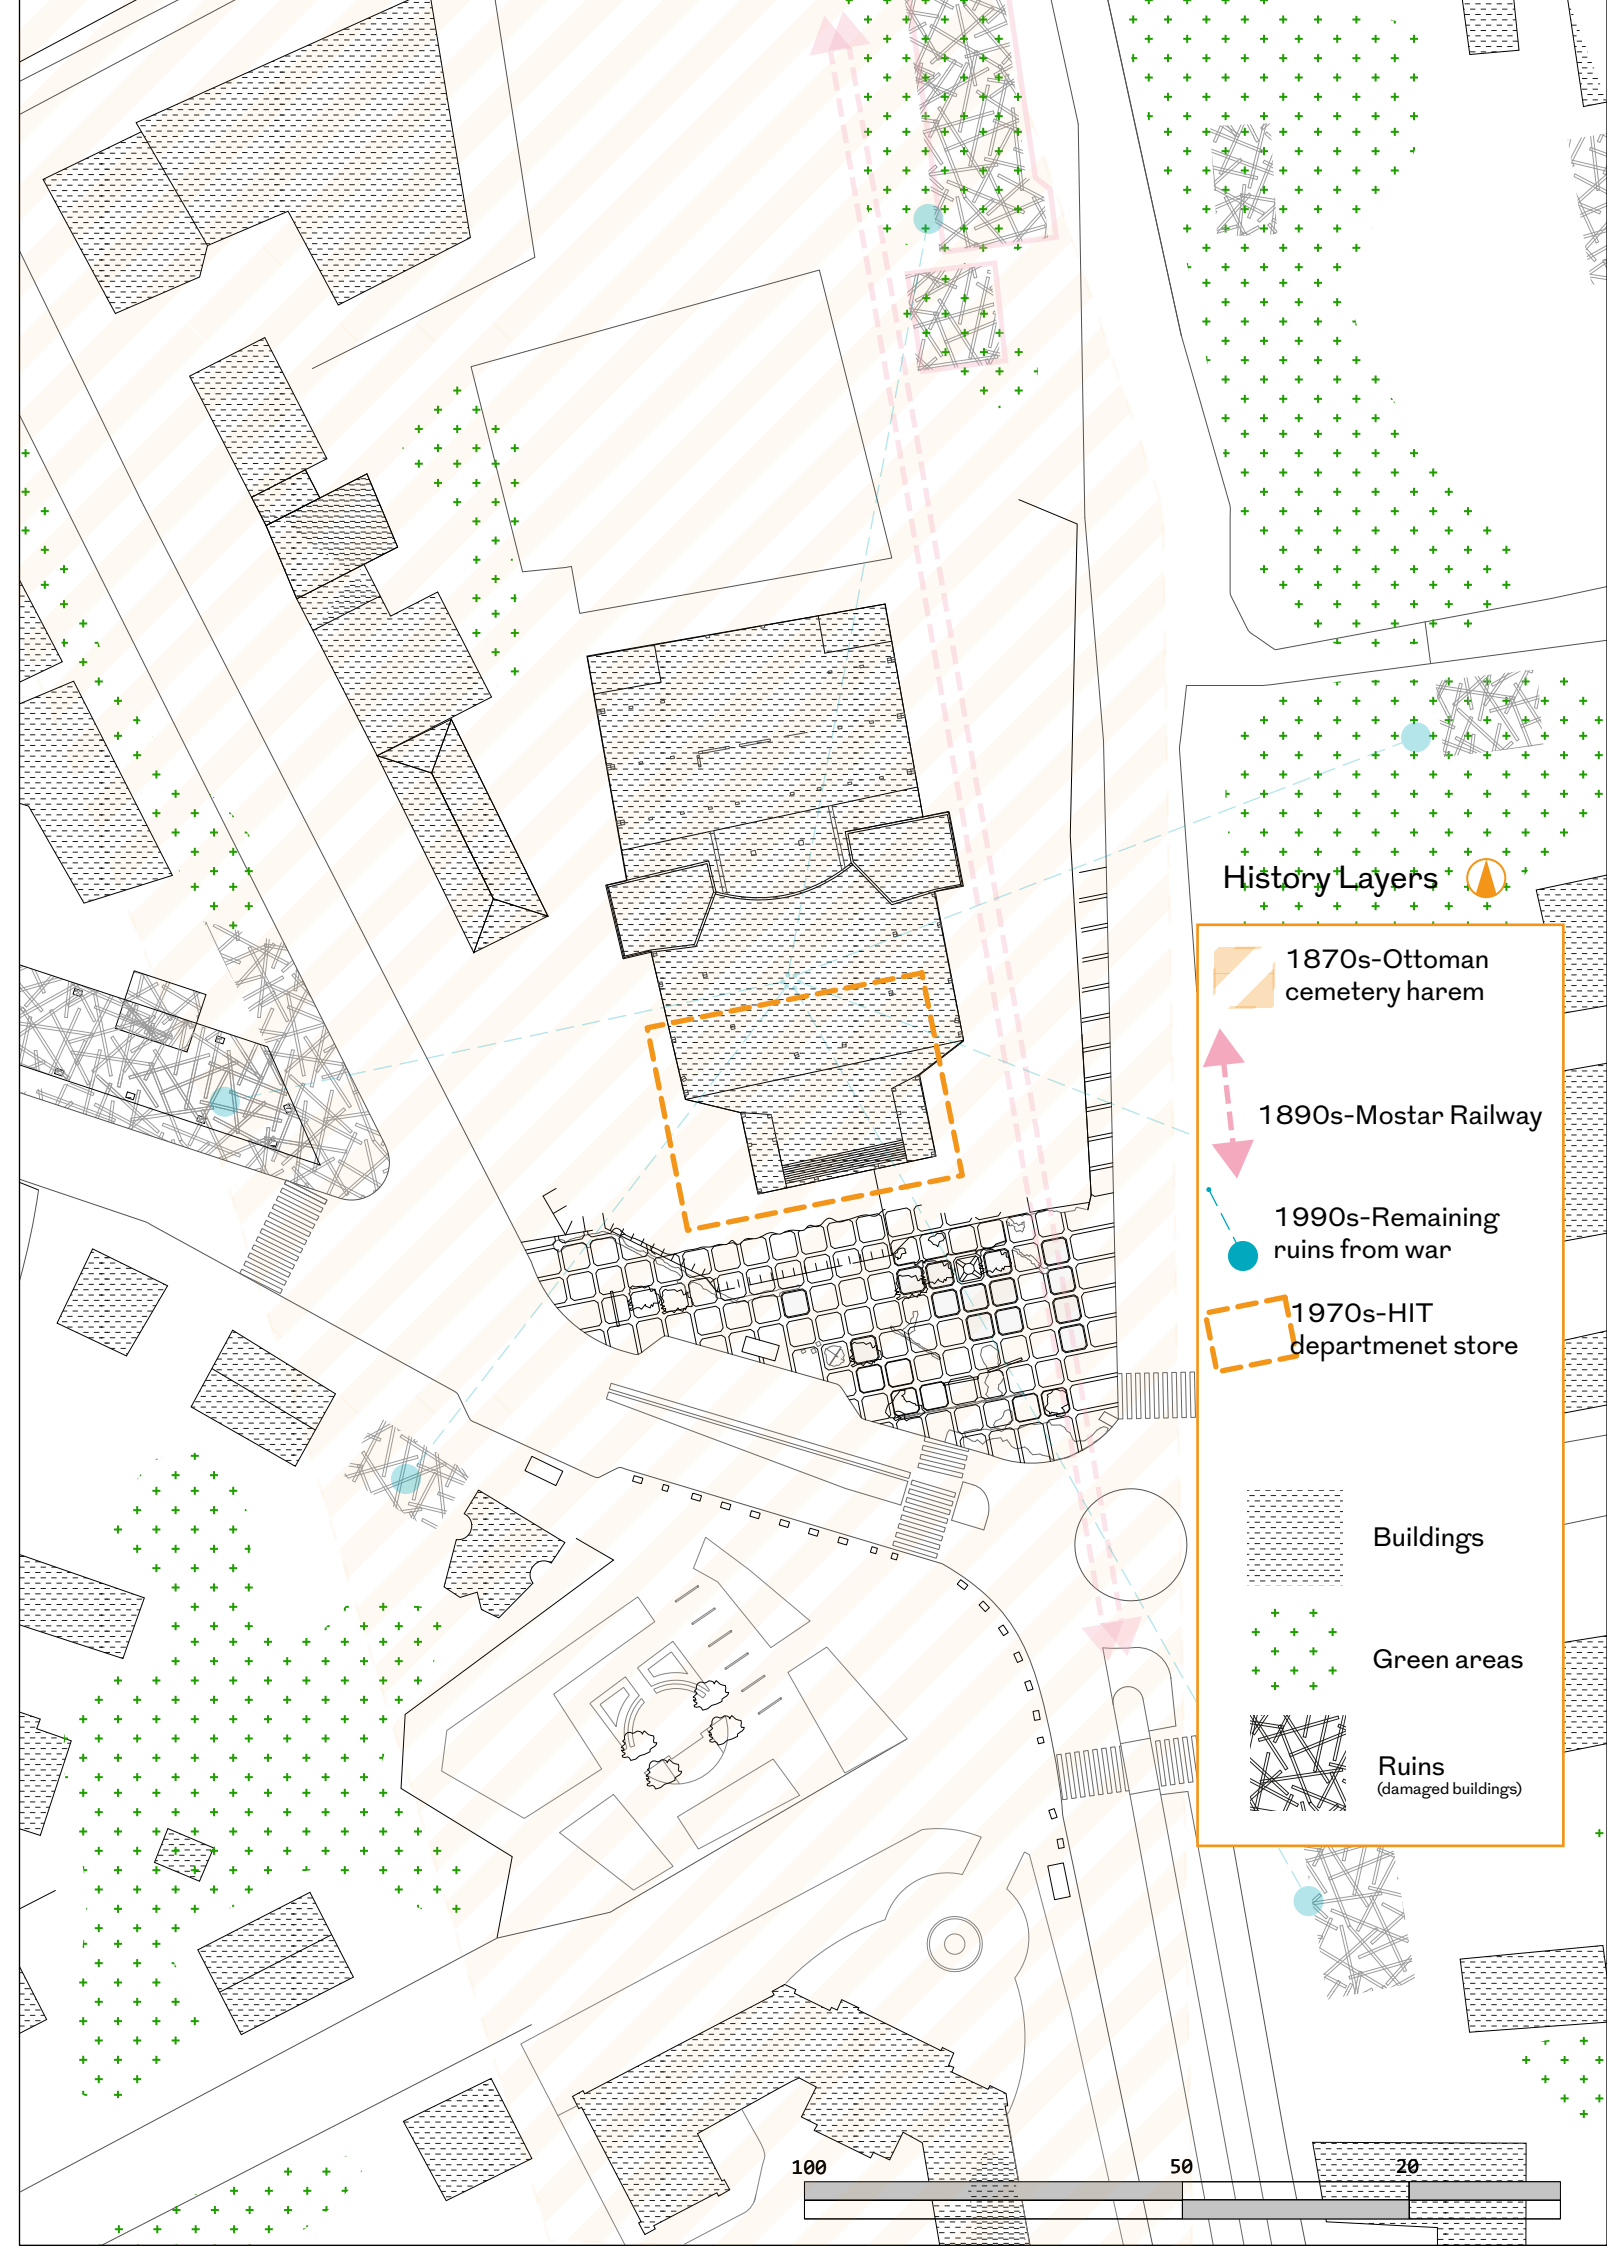 History Layers
1870s-Ottoman
cemetery harem
1890s-Mostar Railway
1990s-Remaining
ruins from war
1970s-HIT
departmenet store
Buildings
Green areas
Ruins
(damaged buildings)
100 50 20